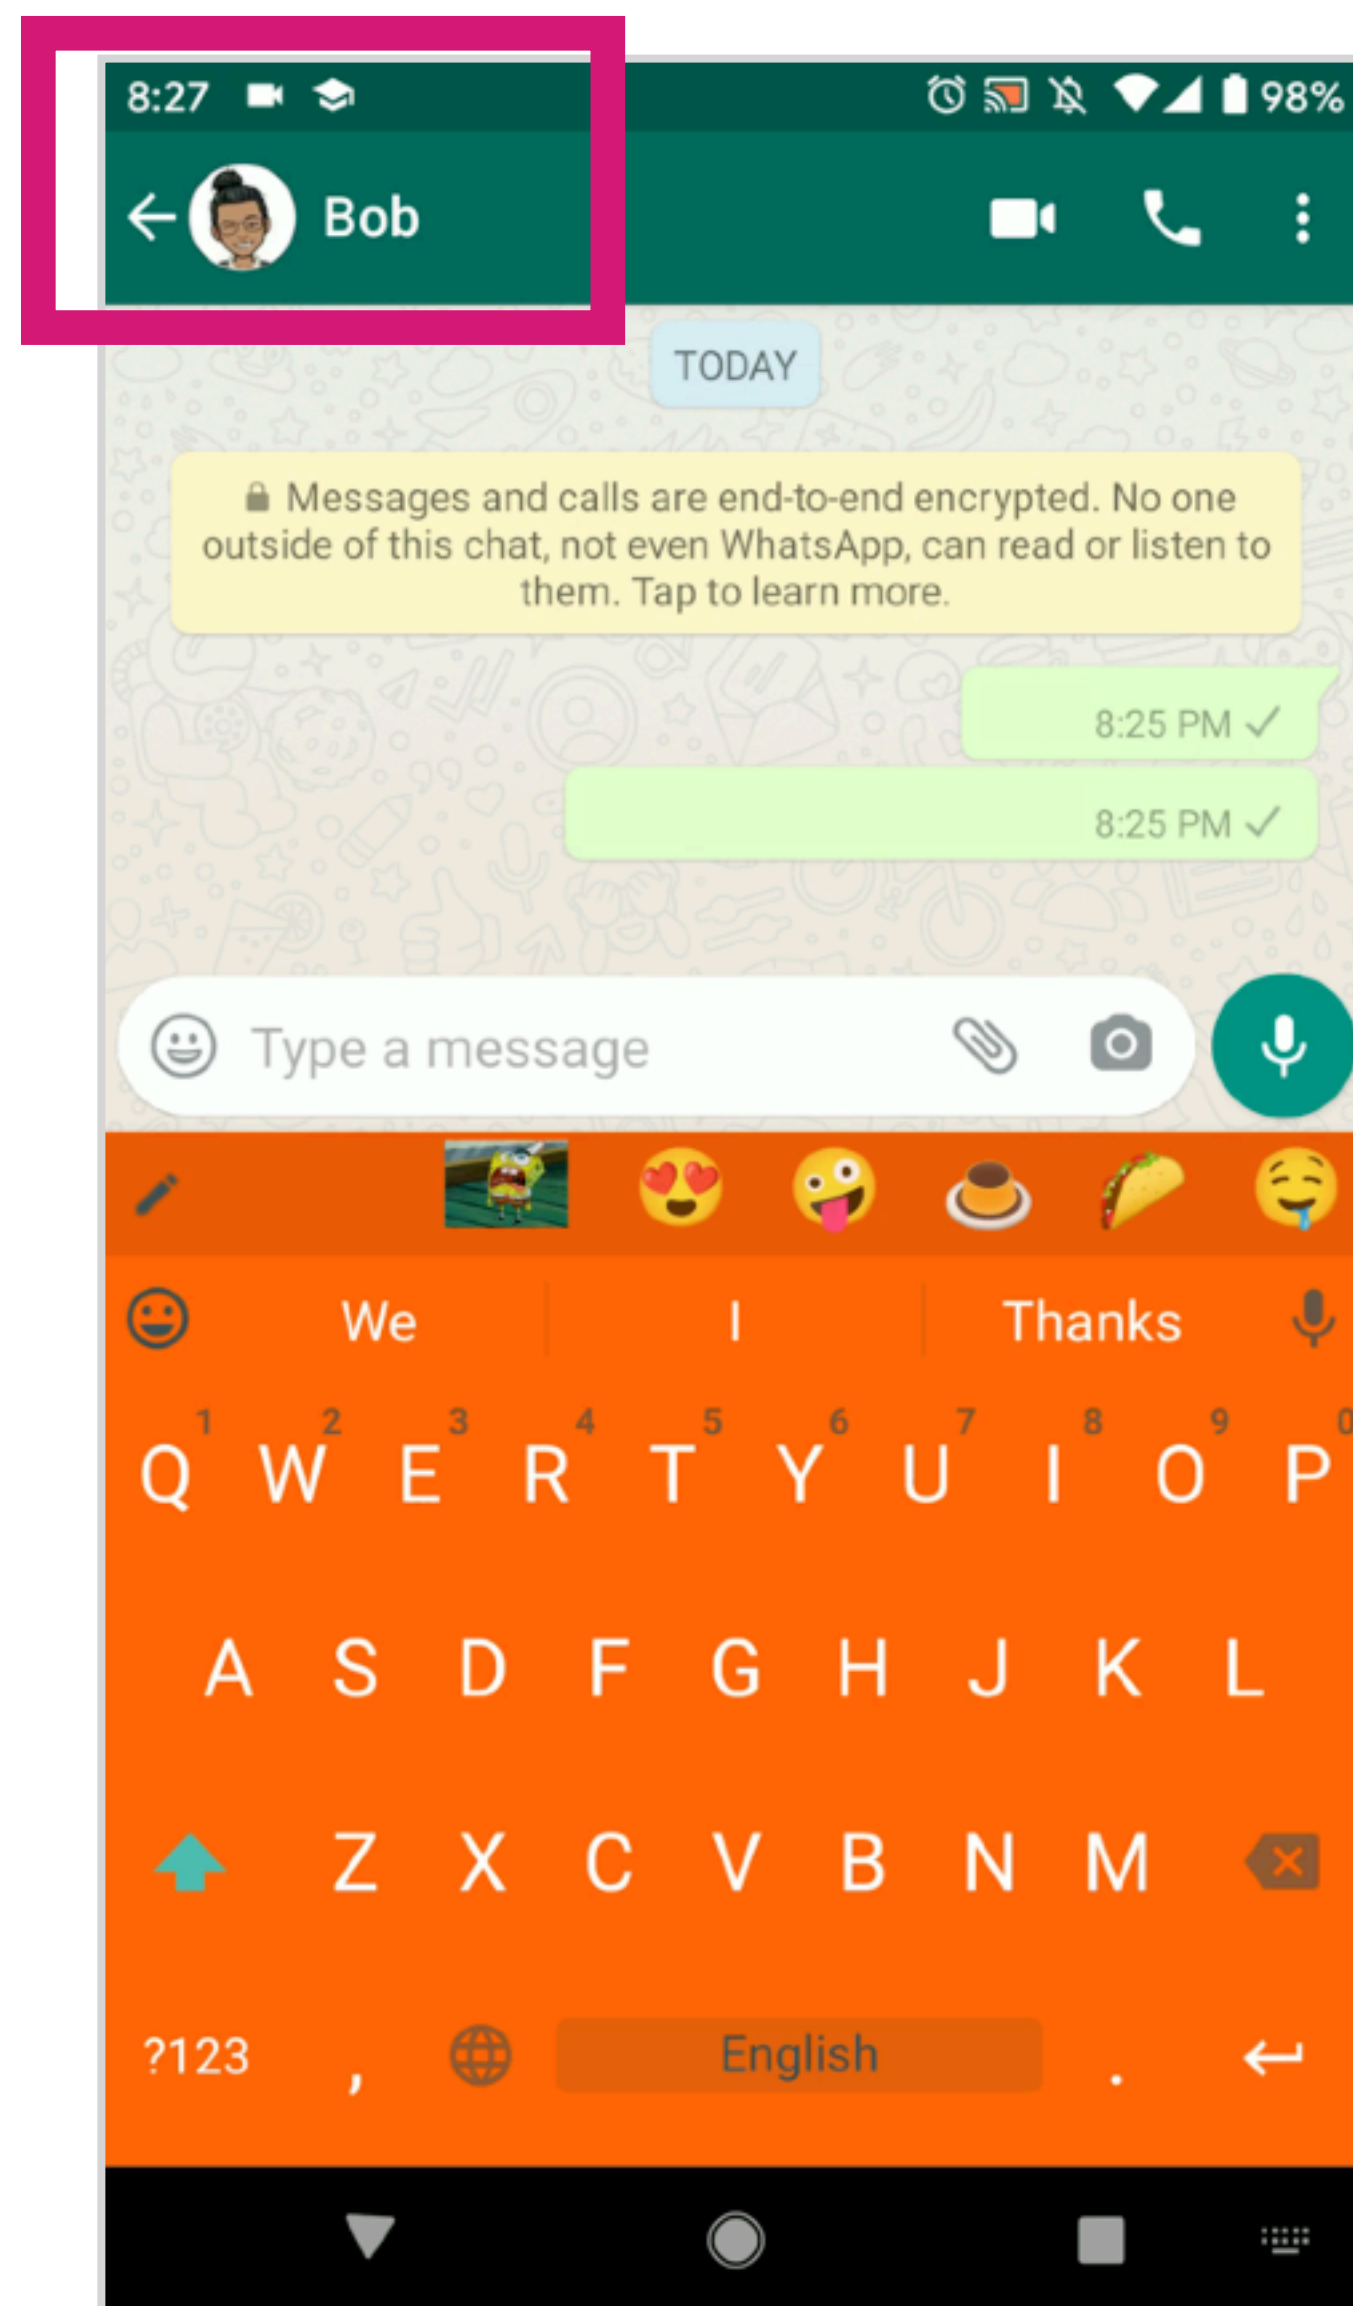 8:27 98%
Bob
TODAY
Messages and calls are end-to-end encrypted. No one
outside of this chat, not even WhatsApp, can read or listen to
them. Tap to learn more.
8:25 PM
8:25 PM
Type a message
We I Thanks
1 2 3 4 5 6 7 8 9 0
Q W E R T Y U I O P
A S D F G H J K L
Z X C V B N M
?123 , English .